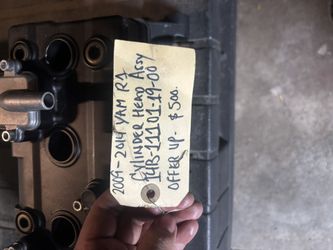 2009-2014 YAM R1
CYLINDER HEAD ASSY
14B-11101-19-00
OFFER UP - $500.